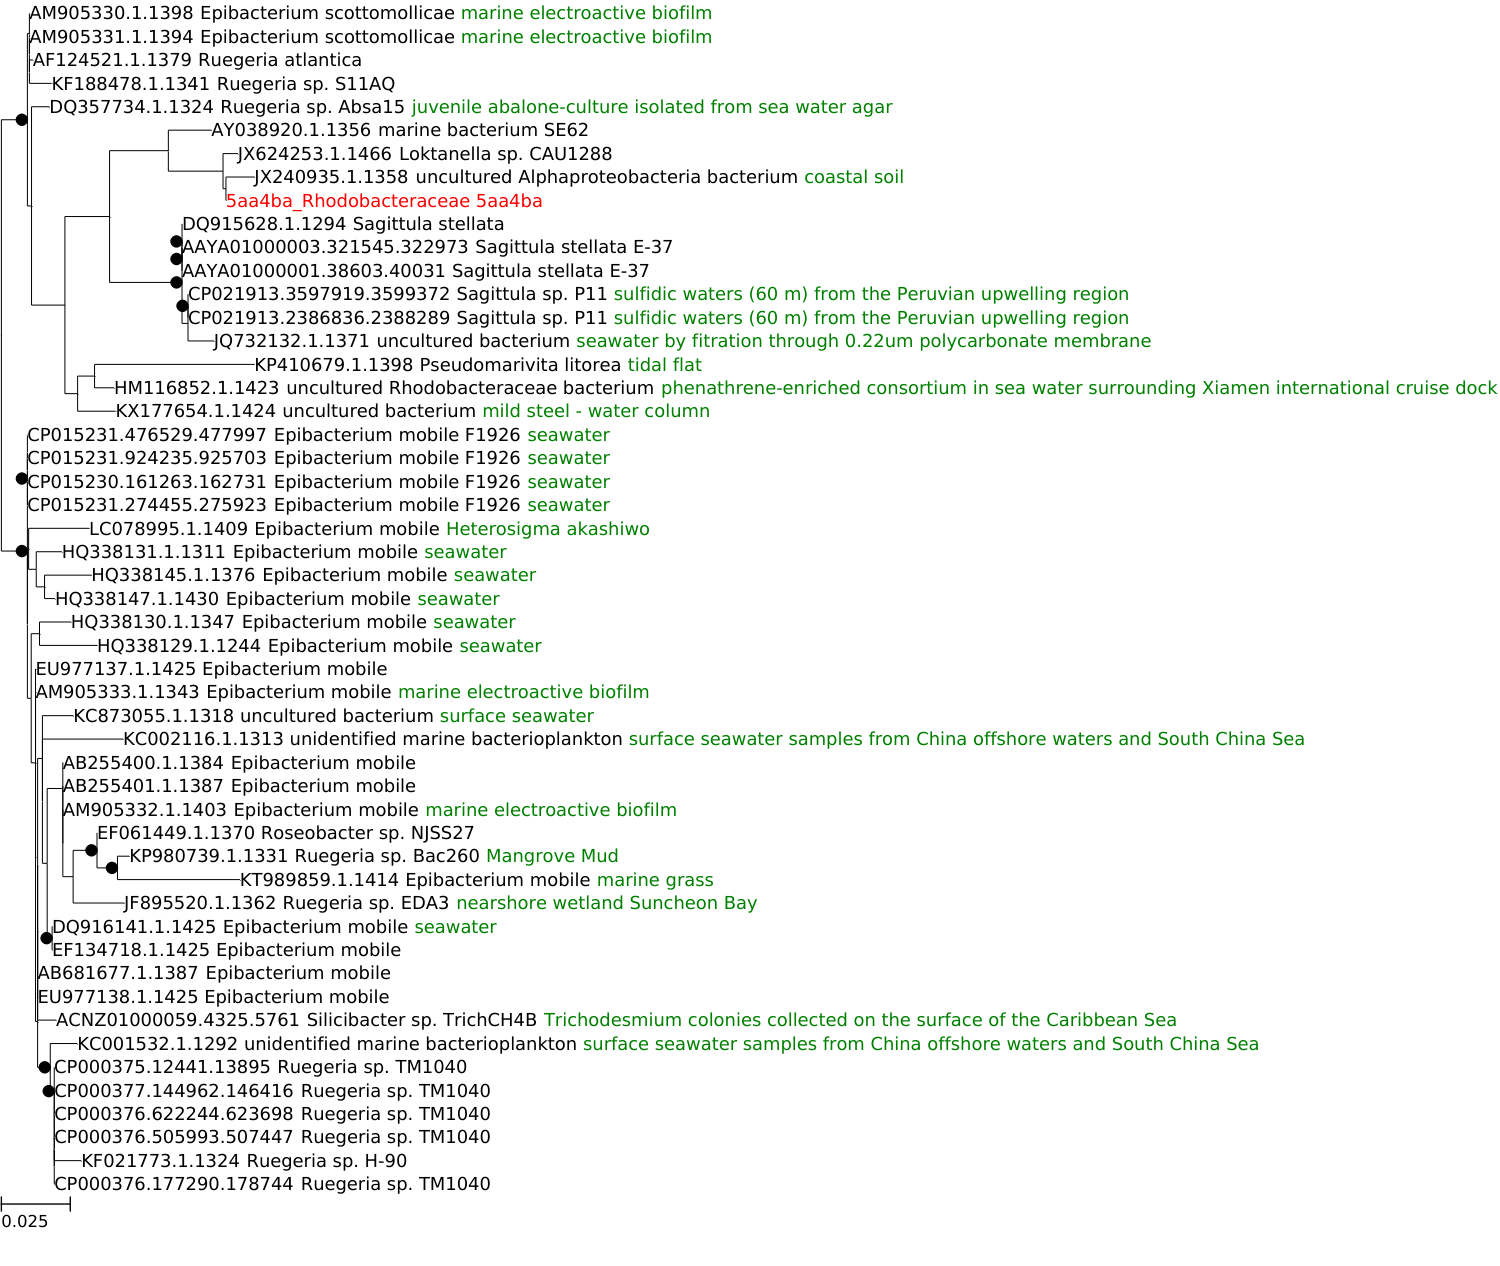 AM905330.1.1398 Epibacterium scottomollicae marine electroactive biofilm
AM905331.1.1394 Epibacterium scottomollicae marine electroactive biofilm
AF124521.1.1379 Ruegeria atlantica
KF188478.1.1341 Ruegeria sp. S11AQ
DQ357734.1.1324 Ruegeria sp. Absa15 juvenile abalone-culture isolated from sea water agar
AY038920.1.1356 marine bacterium SE62
JX624253.1.1466 Loktanella sp. CAU1288
JX240935.1.1358 uncultured Alphaproteobacteria bacterium coastal soil
5aa4ba_Rhodobacteraceae 5aa4ba
DQ915628.1.1294 Sagittula stellata
AAYA01000003.321545.322973 Sagittula stellata E-37
AAYA01000001.38603.40031 Sagittula stellata E-37
CP021913.3597919.3599372 Sagittula sp. P11 sulfidic waters (60 m) from the Peruvian upwelling region
CP021913.2386836.2388289 Sagittula sp. P11 sulfidic waters (60 m) from the Peruvian upwelling region
JQ732132.1.1371 uncultured bacterium seawater by fitration through 0.22um polycarbonate membrane
KP410679.1.1398 Pseudomarivita litorea tidal flat
HM116852.1.1423 uncultured Rhodobacteraceae bacterium phenathrene-enriched consortium in sea water surrounding Xiamen international cruise dock
KX177654.1.1424 uncultured bacterium mild steel - water column
CP015231.476529.477997 Epibacterium mobile F1926 seawater
CP015231.924235.925703 Epibacterium mobile F1926 seawater
CP015230.161263.162731 Epibacterium mobile F1926 seawater
CP015231.274455.275923 Epibacterium mobile F1926 seawater
LC078995.1.1409 Epibacterium mobile Heterosigma akashiwo
HQ338131.1.1311 Epibacterium mobile seawater
HQ338145.1.1376 Epibacterium mobile seawater
HQ338147.1.1430 Epibacterium mobile seawater
HQ338130.1.1347 Epibacterium mobile seawater
HQ338129.1.1244 Epibacterium mobile seawater
EU977137.1.1425 Epibacterium mobile
AM905333.1.1343 Epibacterium mobile marine electroactive biofilm
KC873055.1.1318 uncultured bacterium surface seawater
KC002116.1.1313 unidentified marine bacterioplankton surface seawater samples from China offshore waters and South China Sea
AB255400.1.1384 Epibacterium mobile
AB255401.1.1387 Epibacterium mobile
AM905332.1.1403 Epibacterium mobile marine electroactive biofilm
EF061449.1.1370 Roseobacter sp. NJSS27
KP980739.1.1331 Ruegeria sp. Bac260 Mangrove Mud
KT989859.1.1414 Epibacterium mobile marine grass
JF895520.1.1362 Ruegeria sp. EDA3 nearshore wetland Suncheon Bay
DQ916141.1.1425 Epibacterium mobile seawater
EF134718.1.1425 Epibacterium mobile
AB681677.1.1387 Epibacterium mobile
EU977138.1.1425 Epibacterium mobile
ACNZ01000059.4325.5761 Silicibacter sp. TrichCH4B Trichodesmium colonies collected on the surface of the Caribbean Sea
KC001532.1.1292 unidentified marine bacterioplankton surface seawater samples from China offshore waters and South China Sea
CP000375.12441.13895 Ruegeria sp. TM1040
CP000377.144962.146416 Ruegeria sp. TM1040
CP000376.622244.623698 Ruegeria sp. TM1040
CP000376.505993.507447 Ruegeria sp. TM1040
KF021773.1.1324 Ruegeria sp. H-90
CP000376.177290.178744 Ruegeria sp. TM1040
0.025